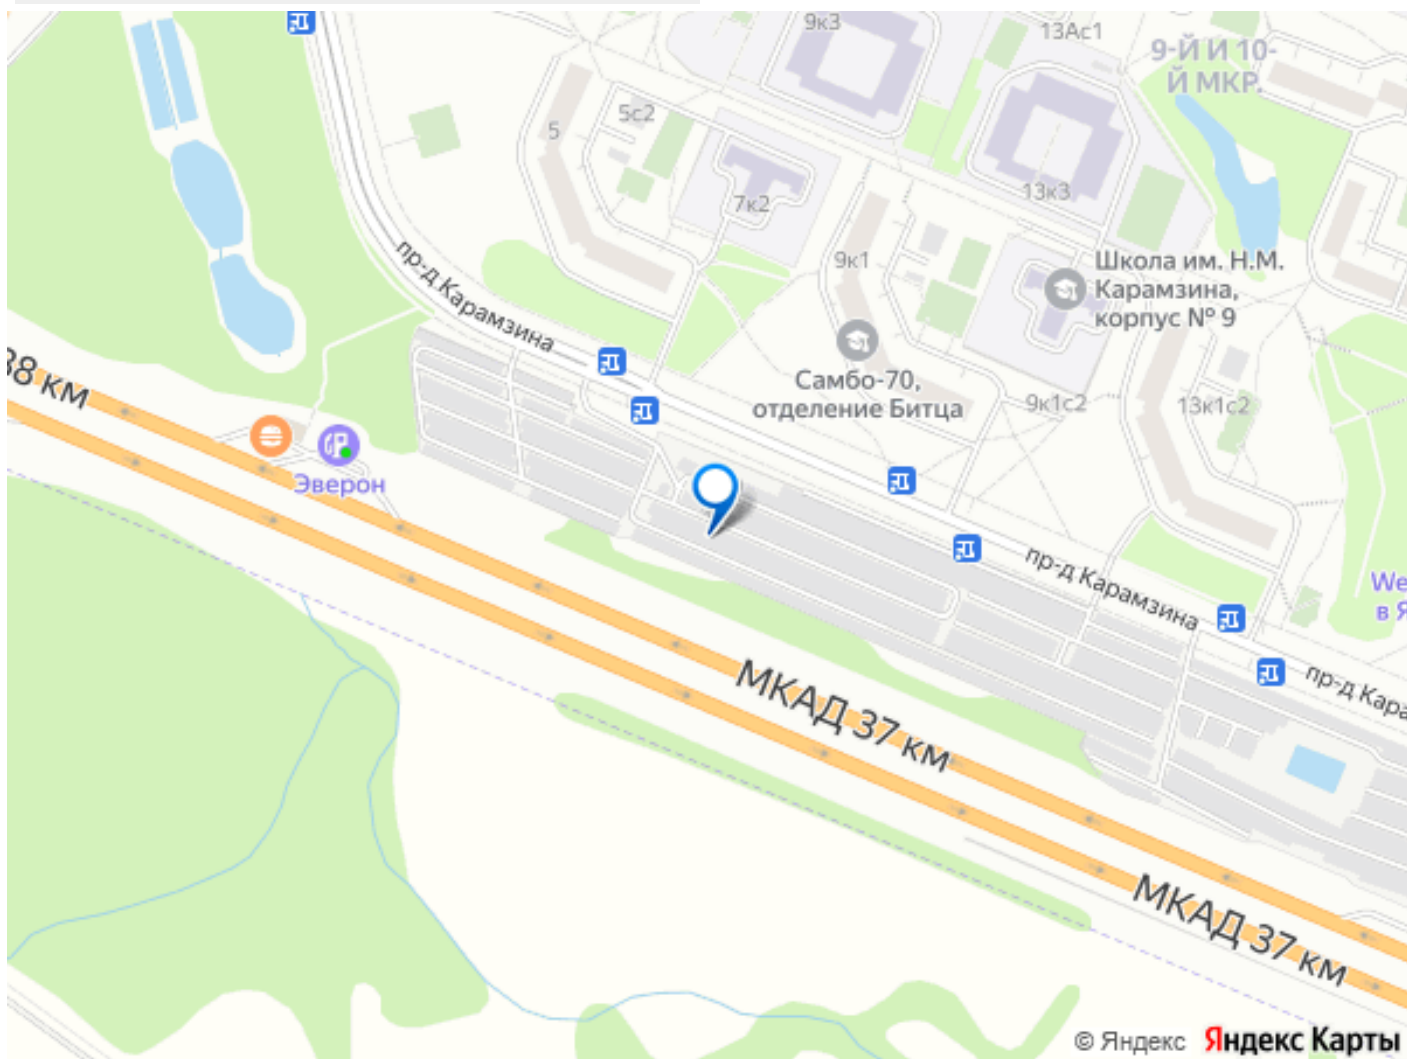 9к3
13Ас1
9-Й И 10-
Й МКР.
5с2
5
7к2
13к3
пр-д Карамзина
9к1
Школа им. Н.М.
Карамзина,
корпус № 9
38 км
Самбо-70,
отделение Битца
9к1с2
13к1с2
Эверон
пр-д Карамзина
We
в Я
пр-д Кара
МКАД 37 км
МКАД 37 км
© Яндекс Яндекс Карты